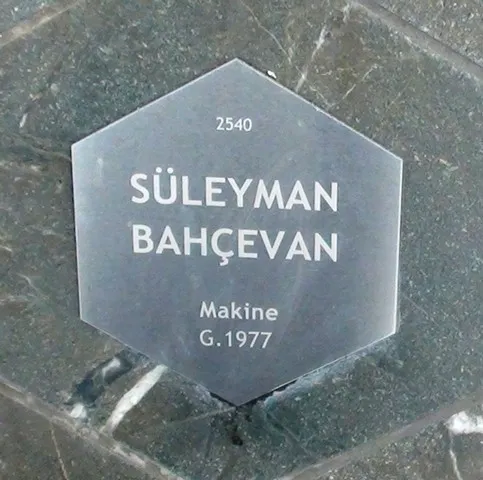 2540
SÜLEYMAN
BAHÇEVAN
Makine
G.1977